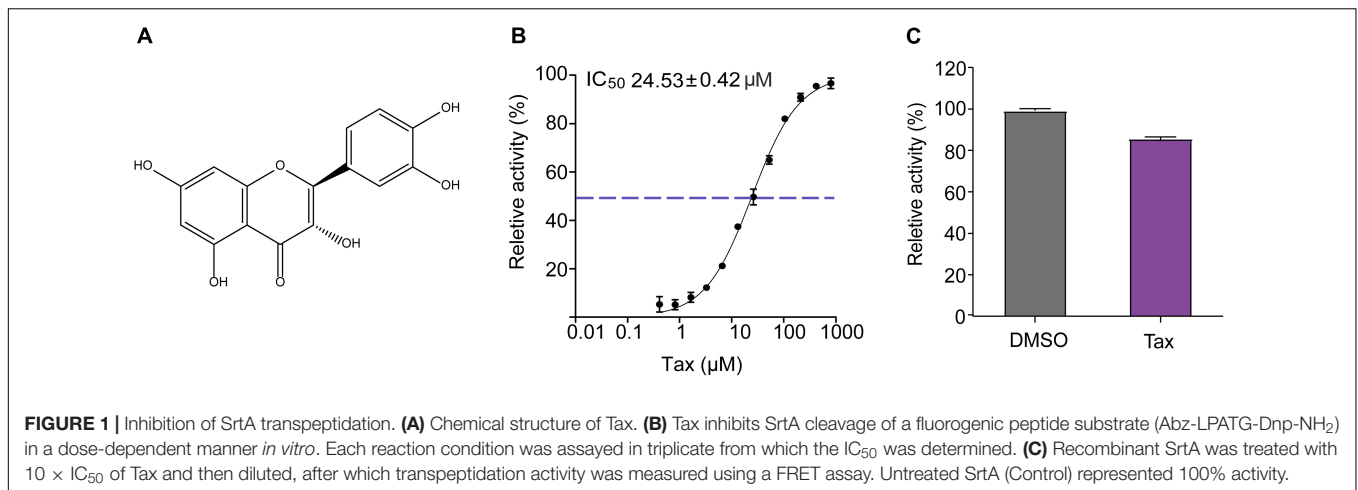 A
OH
HO
O
OH
OH
OH
O
B
IC50 24.53±0.42 µM
Reletive activity (%)
100
80
60
40
20
0.01 0.1 1 10 100 1000
Tax (µM)
C
Relative activity (%)
120
100
80
60
40
20
0
DMSO Tax
FIGURE 1 | Inhibition of SrtA transpeptidation. (A) Chemical structure of Tax. (B) Tax inhibits SrtA cleavage of a fluorogenic peptide substrate (Abz-LPATG-Dnp-NH2)
in a dose-dependent manner in vitro. Each reaction condition was assayed in triplicate from which the IC50 was determined. (C) Recombinant SrtA was treated with
10 × IC50 of Tax and then diluted, after which transpeptidation activity was measured using a FRET assay. Untreated SrtA (Control) represented 100% activity.